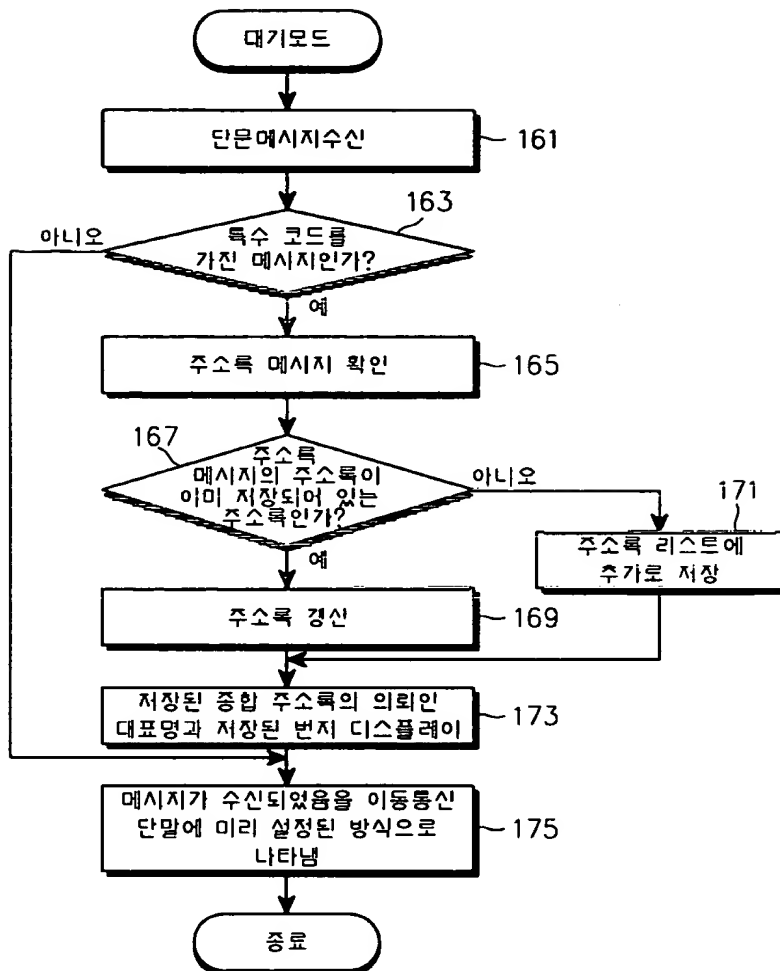 대기모드
단문메시지수신
161
163
아니오
특수 코드를
가진 메시지인가?
예
주소록 메시지 확인
165
167
주소록
메시지의 주소록이
이미 저장되어 있는
주소록인가?
아니오
예
171
주소록 리스트에
추가로 저장
주소록 갱신
169
저장된 종합 주소록의 의뢰인
대표명과 저장된 번지 디스플레이
173
메시지가 수신되었음을 이동통신
단말에 미리 설정된 방식으로
나타냄
175
종료